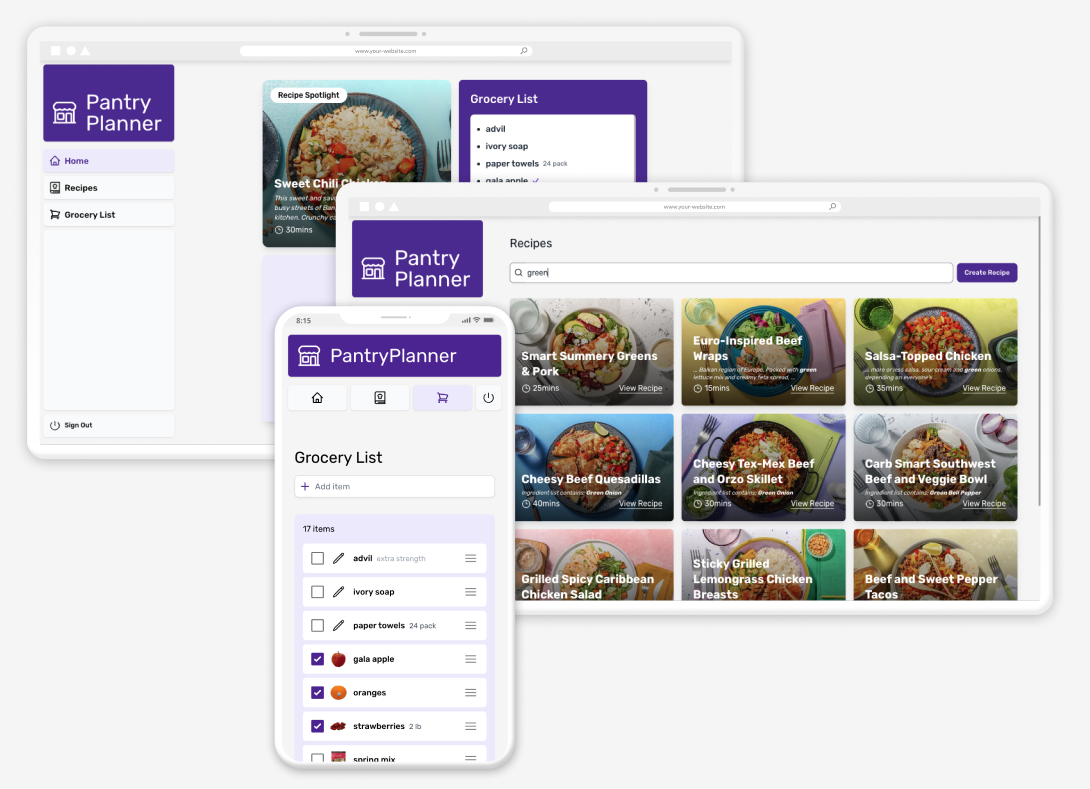 www.your-website.com
Pantry
Planner
Home
Recipes
Grocery List
Sign Out
Recipe Spotlight
Sweet Chili Chicken
This sweet and sav
busy streets of Ban
kitchen. Crunchy ca
30mins
Grocery List
advil
ivory soap
paper towels 24 pack
gala apple
www.your-website.com
Pantry
Planner
Recipes
green
Create Recipe
Smart Summery Greens
& Pork
25mins View Recipe
Euro-Inspired Beef
Wraps
... Balkan region of Europe. Packed with green
lettuce mix and creamy feta spread, ...
15mins View Recipe
Salsa-Topped Chicken
... more or less salsa, sour cream and green onions,
depending on everyone's...
35mins View Recipe
Cheesy Beef Quesadillas
Ingredient list contains: Green Onion
40mins View Recipe
Cheesy Tex-Mex Beef
and Orzo Skillet
Ingredient list contains: Green Onion
30mins View Recipe
Carb Smart Southwest
Beef and Veggie Bowl
Ingredient list contains: Green Bell Pepper
30mins View Recipe
Grilled Spicy Caribbean
Chicken Salad
Sticky Grilled
Lemongrass Chicken
Breasts
Beef and Sweet Pepper
Tacos
8:15
PantryPlanner
Grocery List
Add item
17 items
advil extra strength
ivory soap
paper towels 24 pack
gala apple
oranges
strawberries 2 lb
spring mix